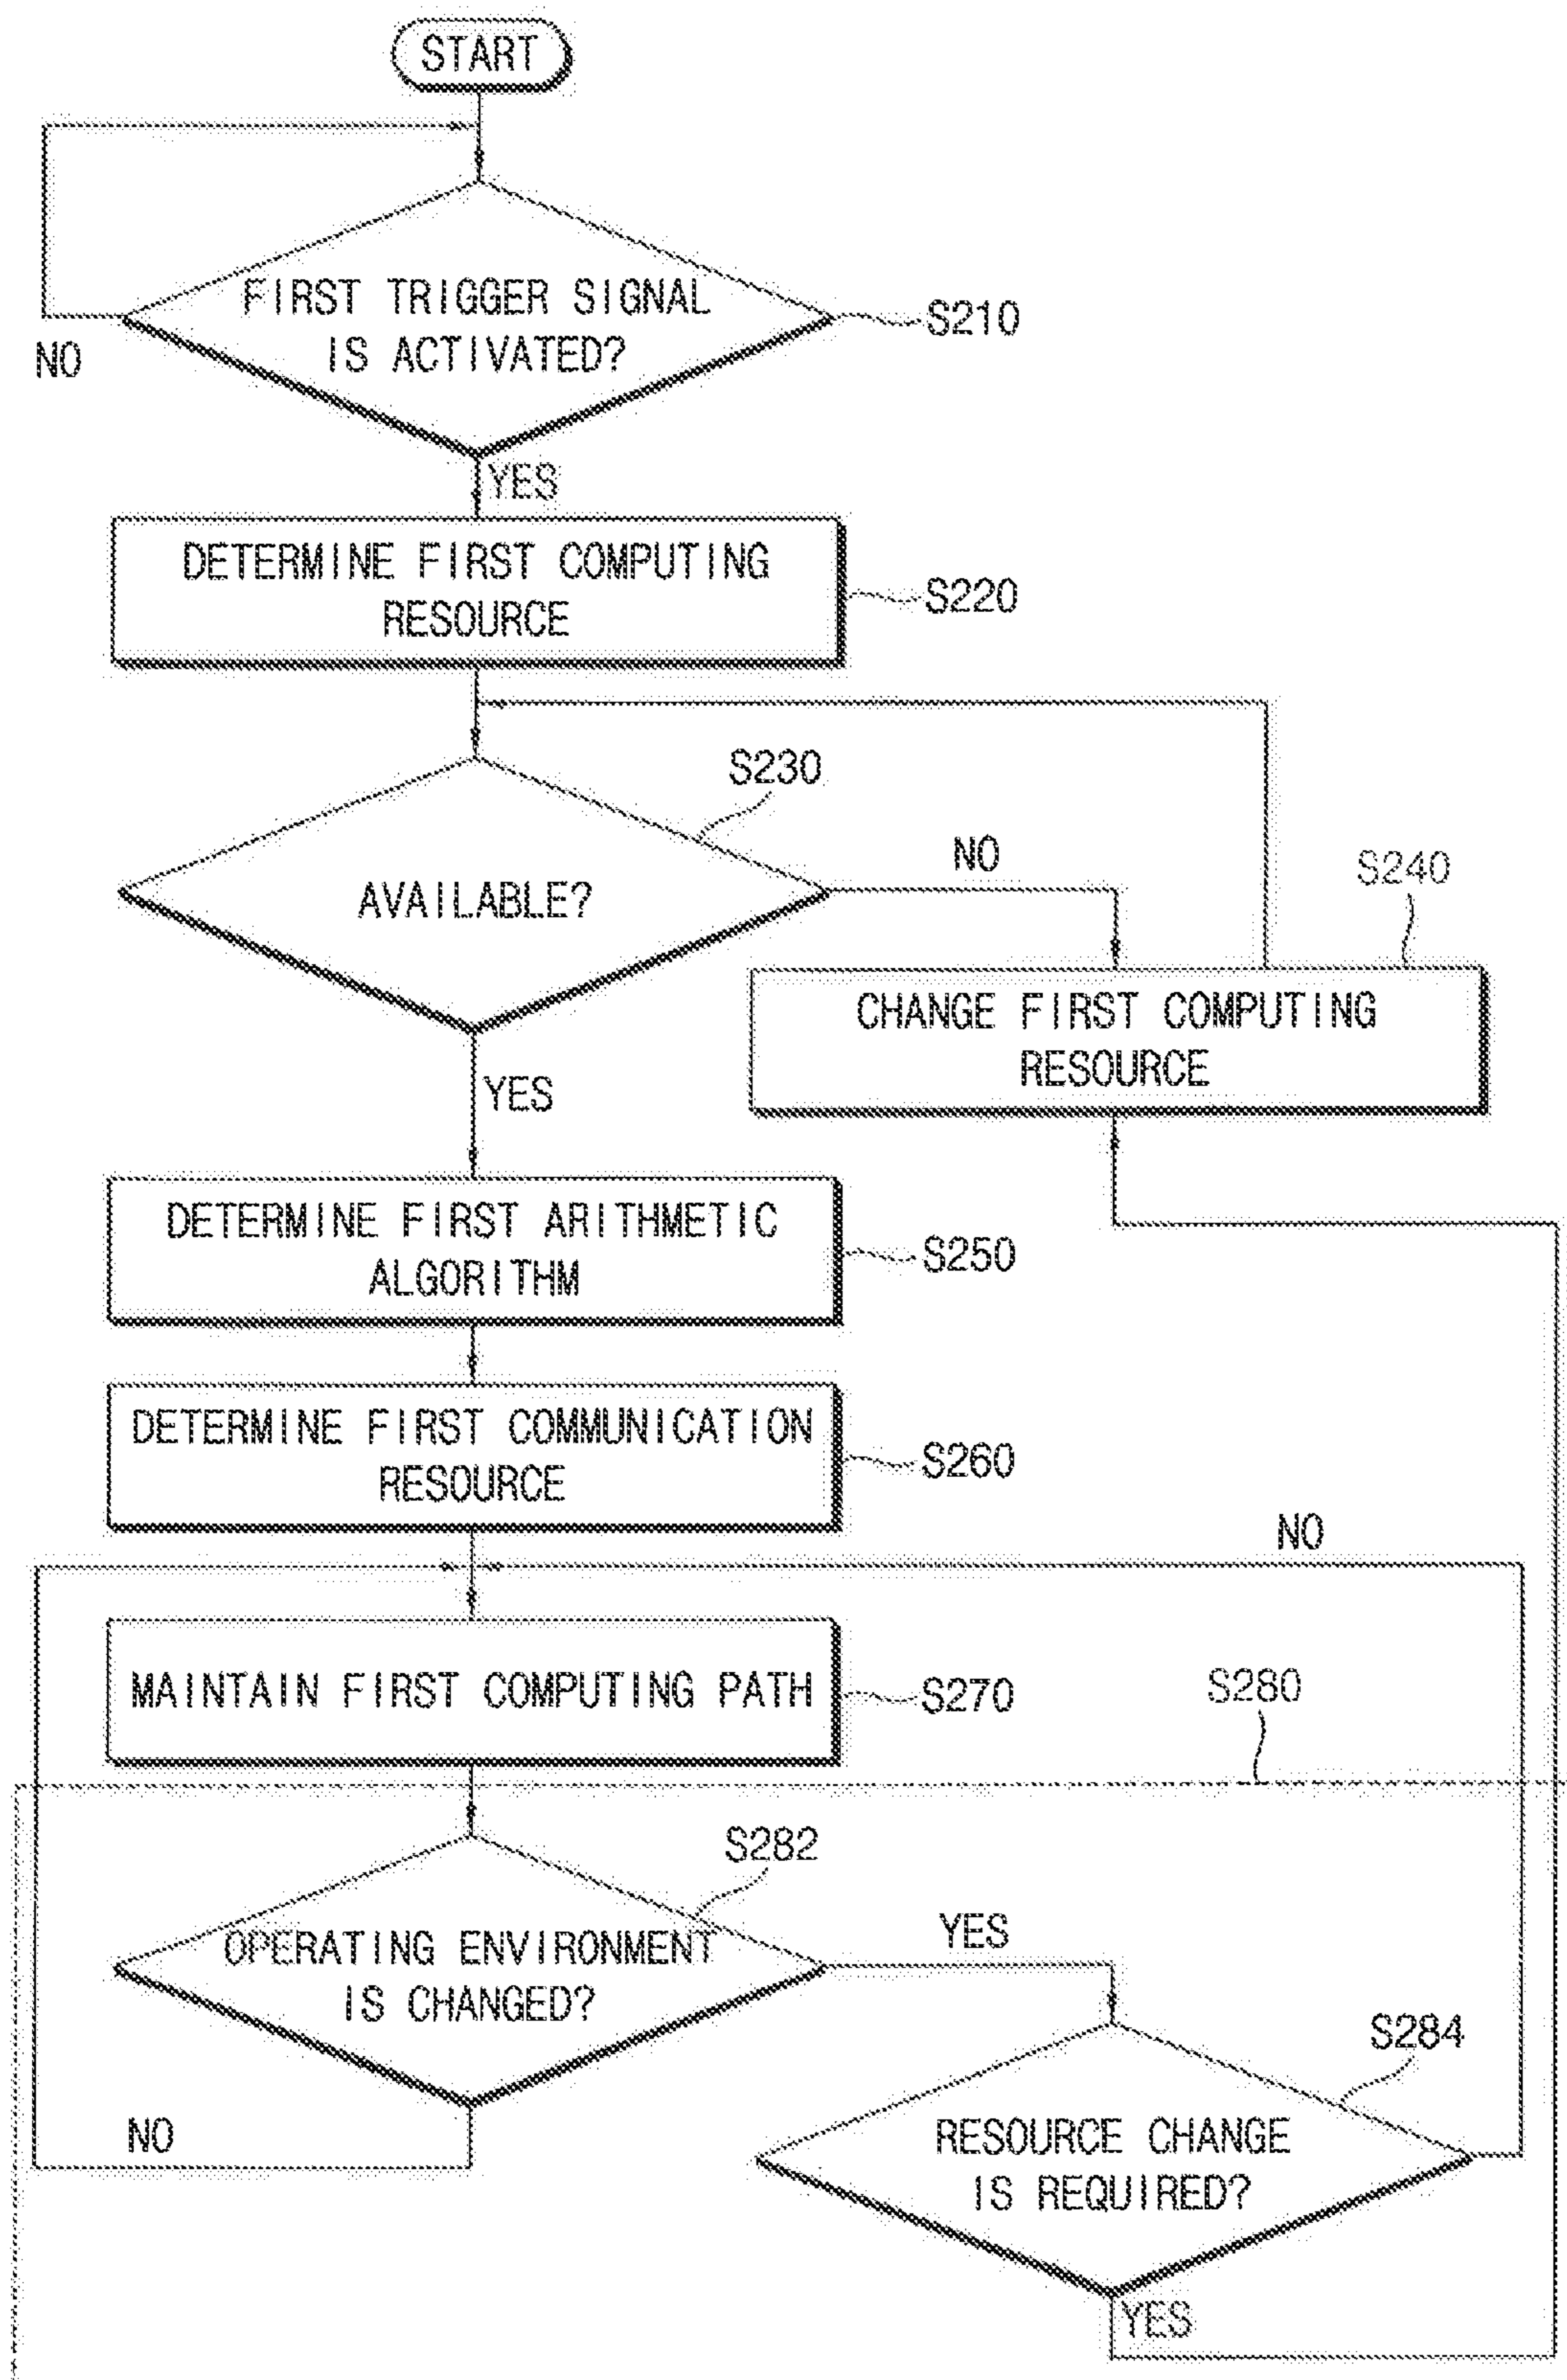 START
FIRST TRIGGER SIGNAL
IS ACTIVATED?
S210
NO
YES
DETERMINE FIRST COMPUTING
RESOURCE
S220
S230
AVAILABLE?
NO
S240
CHANGE FIRST COMPUTING
RESOURCE
YES
DETERMINE FIRST ARITHMETIC
ALGORITHM
S250
DETERMINE FIRST COMMUNICATION
RESOURCE
S260
NO
MAINTAIN FIRST COMPUTING PATH
S270
S280
S282
OPERATING ENVIRONMENT
IS CHANGED?
YES
S284
NO
RESOURCE CHANGE
IS REQUIRED?
YES